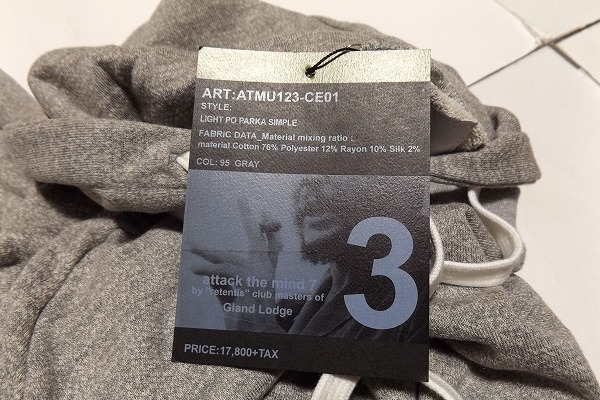 ART:ATMU123-CE01
STYLE:
LIGHT PO PARKA SIMPLE
FABRIC DATA_Material mixing ratio :
material Cotton 76% Polyester 12% Rayon 10% Silk 2%
COL: 95 GRAY
3
attack the mind 7
by "retentis" club masters of
Gland Lodge
PRICE:17,800+TAX